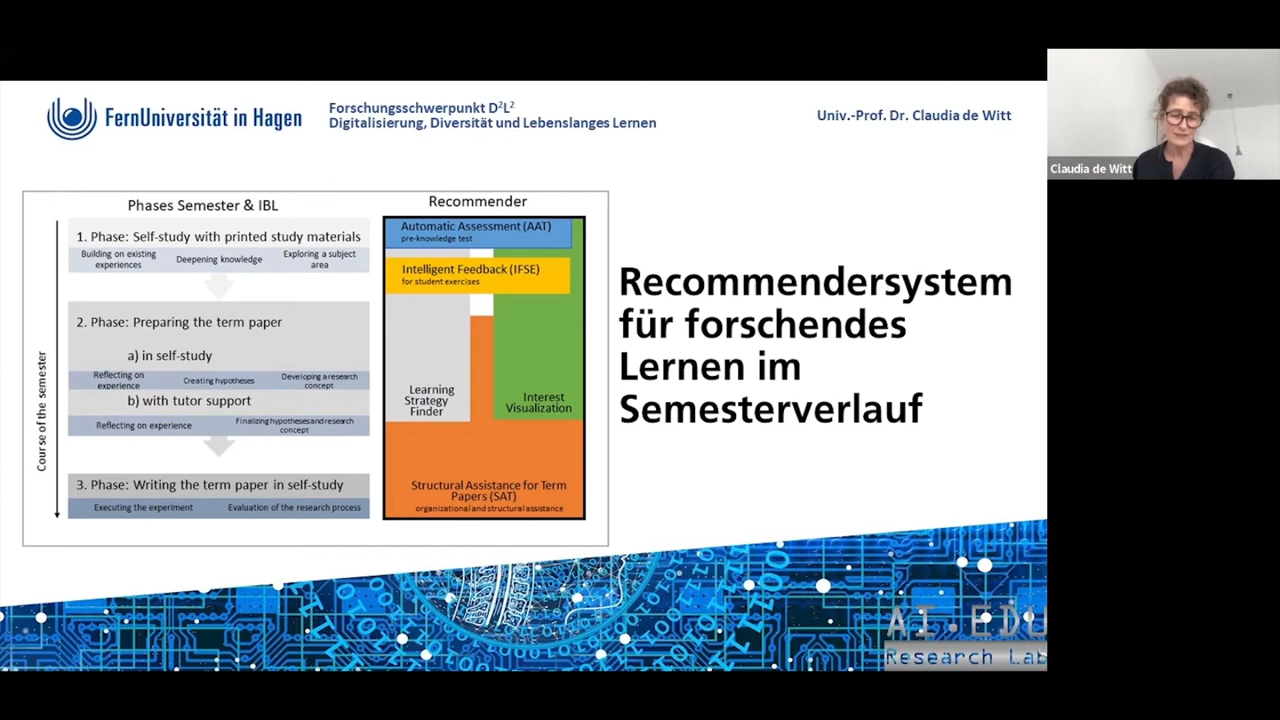 FernUniversität in Hagen
Forschungsschwerpunkt D²L²
Digitalisierung, Diversität und Lebenslanges Lernen
Univ.-Prof. Dr. Claudia de Witt
Claudia de Witt
Phases Semester & IBL
Recommender
Course of the semester
1. Phase: Self-study with printed study materials
Building on existing
experiences
Deepening knowledge
Exploring a subject
area
2. Phase: Preparing the term paper
a) in self-study
Reflecting on
experience
Creating hypotheses
Developing a research
concept
b) with tutor support
Reflecting on experience
Finalizing hypotheses and research
concept
3. Phase: Writing the term paper in self-study
Executing the experiment
Evaluation of the research process
Automatic Assessment (AAT)
pre-knowledge test
Intelligent Feedback (IFSE)
for student exercises
Learning
Strategy
Finder
Interest
Visualization
Structural Assistance for Term
Papers (SAT)
organizational and structural assistance
Recommendersystem
für forschendes
Lernen im
Semesterverlauf
AI.EDU
Research Lab